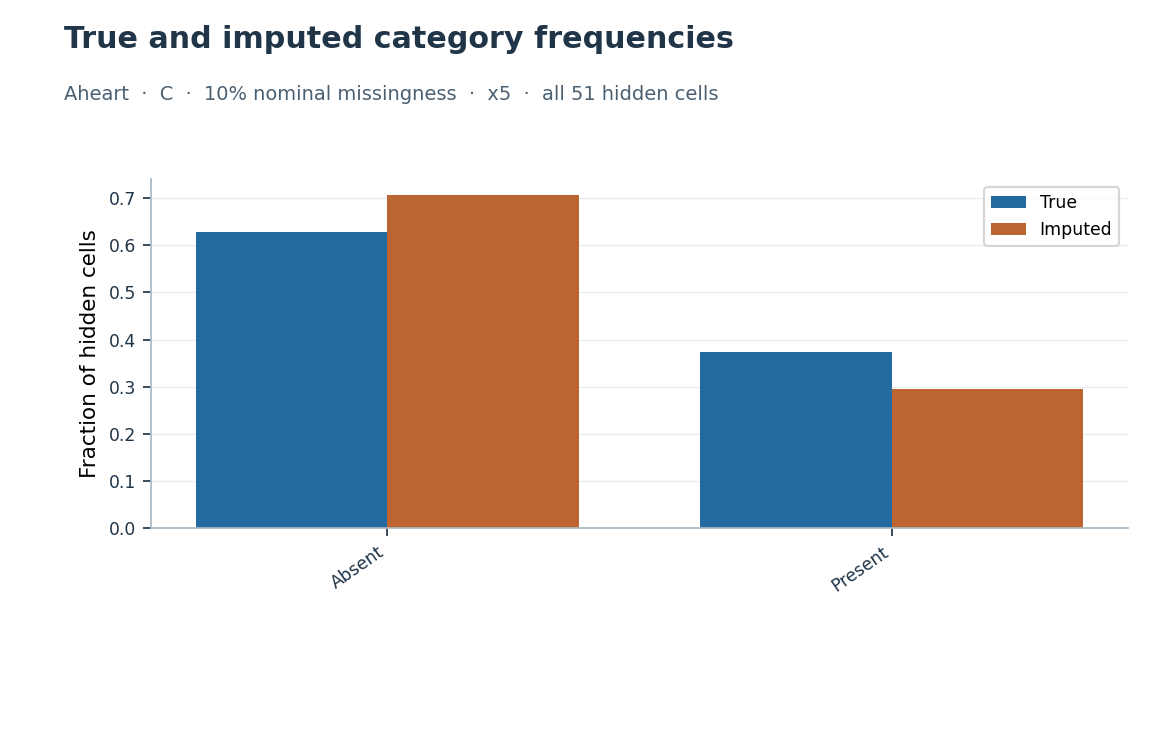 True and imputed category frequencies
Aheart · C · 10% nominal missingness · x5 · all 51 hidden cells
Fraction of hidden cells
0.7
0.6
0.5
0.4
0.3
0.2
0.1
0.0
True
Imputed
Absent
Present